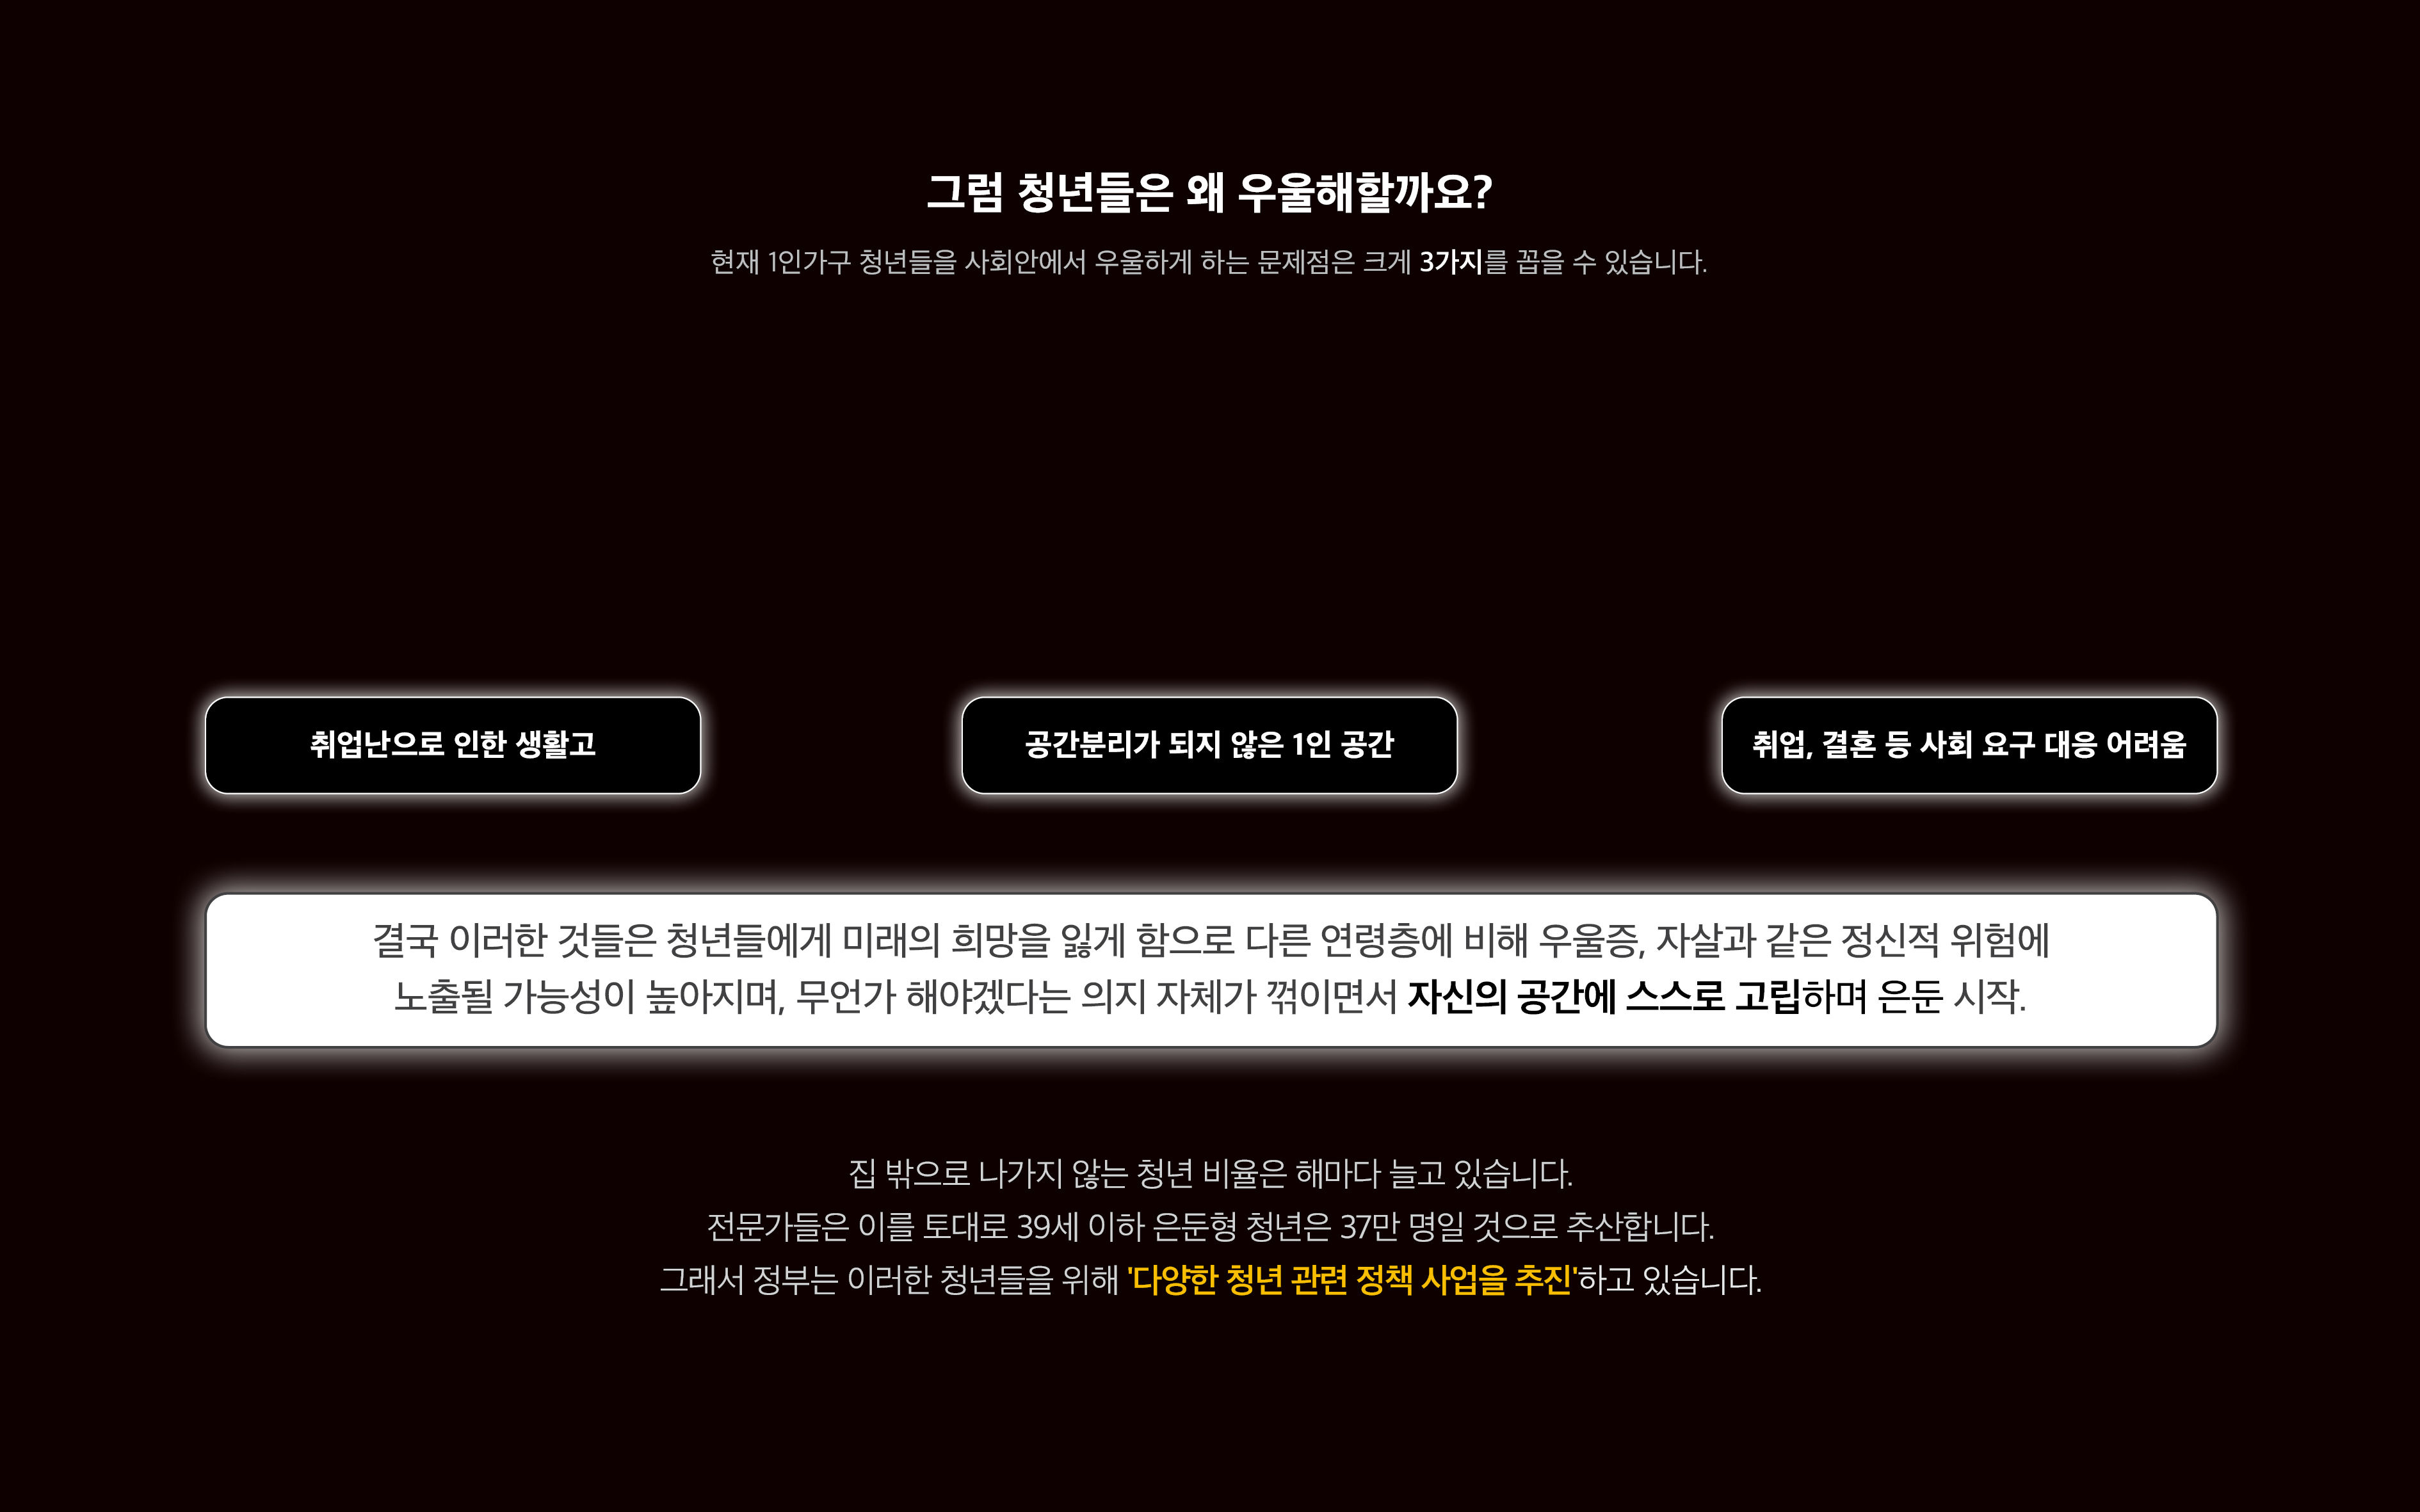 그럼 청년들은 왜 우울해할까요?
현재 1인가구 청년들을 사회안에서 우울하게 하는 문제점은 크게 3가지를 꼽을 수 있습니다.
취업난으로 인한 생활고
공간분리가 되지 않은 1인 공간
취업, 결혼 등 사회 요구 대응 어려움
결국 이러한 것들은 청년들에게 미래의 희망을 잃게 함으로 다른 연령층에 비해 우울증, 자살과 같은 정신적 위험에
노출될 가능성이 높아지며, 무언가 해야겠다는 의지 자체가 꺾이면서 자신의 공간에 스스로 고립하며 은둔 시작.
집 밖으로 나가지 않는 청년 비율은 해마다 늘고 있습니다.
전문가들은 이를 토대로 39세 이하 은둔형 청년은 37만 명일 것으로 추산합니다.
그래서 정부는 이러한 청년들을 위해 '다양한 청년 관련 정책 사업을 추진'하고 있습니다.